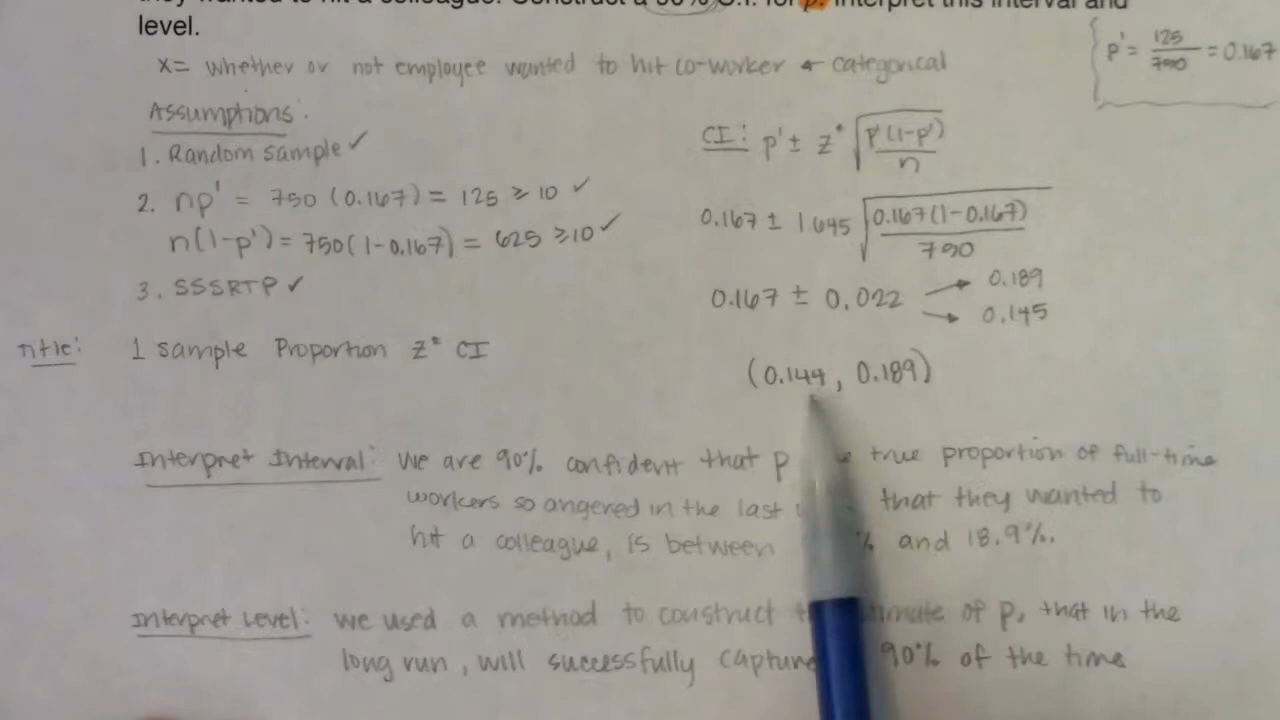 level.
p' = 125/750 = 0.167
x = whether or not employee wanted to hit co-worker ← categorical
Assumptions:
1. Random sample ✓
2. np' = 750 (0.167) = 125 ≥ 10 ✓
n(1-p') = 750(1-0.167) = 625 ≥ 10 ✓
3. SSSRTP ✓
CI: p' ± z* √(p'(1-p')/n)
0.167 ± 1.645 √(0.167(1-0.167)/750)
0.167 ± 0.022 → 0.189
→ 0.145
Title: 1 sample Proportion z* CI
(0.144, 0.189)
Interpret Interval: We are 90% confident that p true proportion of full-time
workers so angered in the last that they wanted to
hit a colleague, is between % and 18.9%.
Interpret Level: we used a method to construct of p, that in the
long run, will successfully capture 90% of the time